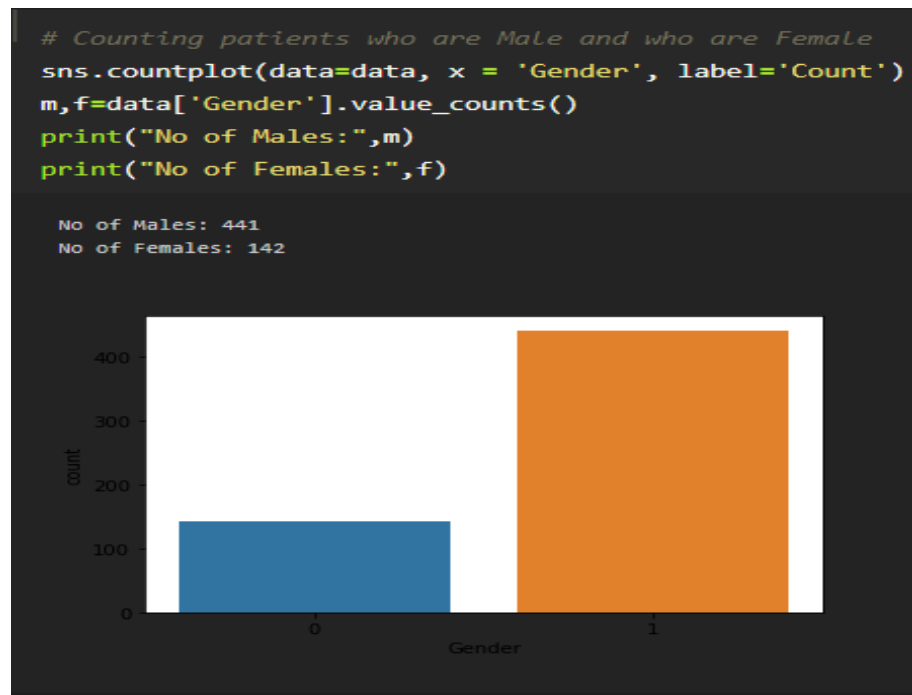 # Counting patients who are Male and who are Female
sns.countplot(data=data, x = 'Gender', label='Count')
m,f=data['Gender'].value_counts()
print("No of Males:",m)
print("No of Females:",f)
No of Males: 441
No of Females: 142
400
300
200
100
0
count
0 1
Gender